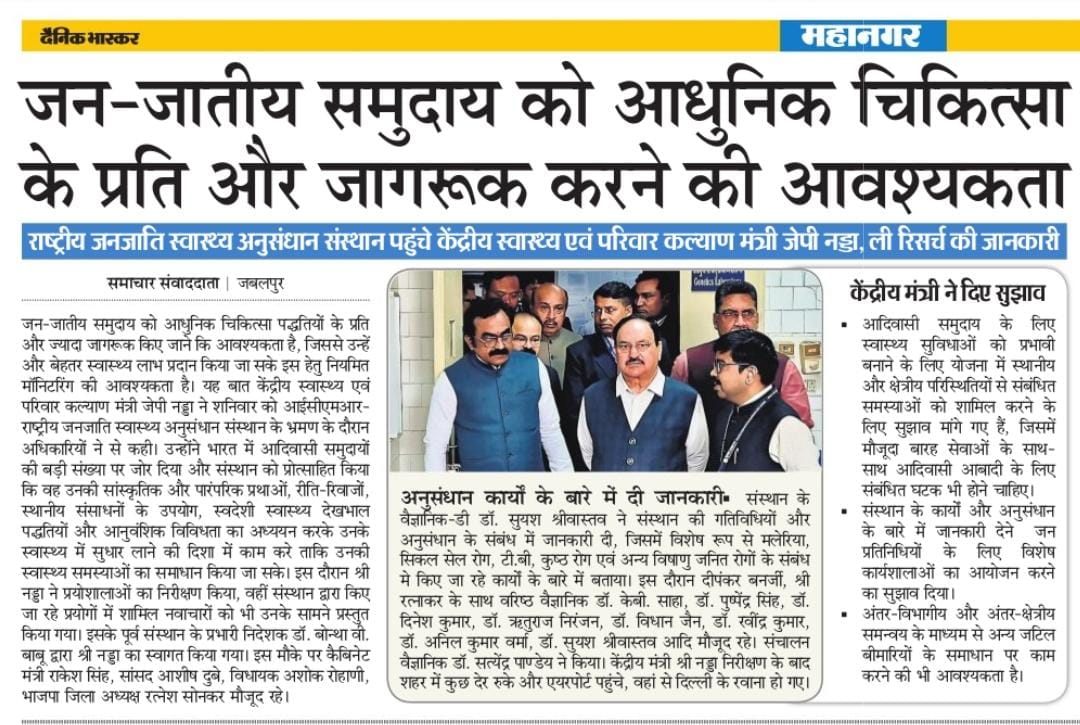 दैनिक भास्कर
महानगर
जन-जातीय समुदाय को आधुनिक चिकित्सा
के प्रति और जागरूक करने की आवश्यकता
राष्ट्रीय जनजाति स्वास्थ्य अनुसंधान संस्थान पहुंचे केंद्रीय स्वास्थ्य एवं परिवार कल्याण मंत्री जेपी नड्डा, ली रिसर्च की जानकारी
समाचार संवाददाता | जबलपुर
जन-जातीय समुदाय को आधुनिक चिकित्सा पद्धतियों के प्रति
और ज्यादा जागरूक किए जाने कि आवश्यकता है, जिससे उन्हें
और बेहतर स्वास्थ्य लाभ प्रदान किया जा सके इस हेतु नियमित
मॉनिटरिंग की आवश्यकता है। यह बात केंद्रीय स्वास्थ्य एवं
परिवार कल्याण मंत्री जेपी नड्डा ने शनिवार को आईसीएमआर-
राष्ट्रीय जनजाति स्वास्थ्य अनुसंधान संस्थान के भ्रमण के दौरान
अधिकारियों ने से कही। उन्होंने भारत में आदिवासी समुदायों
की बड़ी संख्या पर जोर दिया और संस्थान को प्रोत्साहित किया
कि वह उनकी सांस्कृतिक और पारंपरिक प्रथाओं, रीति-रिवाजों,
स्थानीय संसाधनों के उपयोग, स्वदेशी स्वास्थ्य देखभाल
पद्धतियों और आनुवंशिक विविधता का अध्ययन करके उनके
स्वास्थ्य में सुधार लाने की दिशा में काम करे ताकि उनकी
स्वास्थ्य समस्याओं का समाधान किया जा सके। इस दौरान श्री
नड्डा ने प्रयोशालाओं का निरीक्षण किया, वहीं संस्थान द्वारा किए
जा रहे प्रयोगों में शामिल नवाचारों को भी उनके सामने प्रस्तुत
किया गया। इसके पूर्व संस्थान के प्रभारी निदेशक डॉ. बोन्था वी.
बाबू द्वारा श्री नड्डा का स्वागत किया गया। इस मौके पर कैबिनेट
मंत्री राकेश सिंह, सांसद आशीष दुबे, विधायक अशोक रोहाणी,
भाजपा जिला अध्यक्ष रत्नेश सोनकर मौजूद रहे।
Genetics Laboratory
अनुसंधान कार्यों के बारे में दी जानकारी▪ संस्थान के
वैज्ञानिक-डी डॉ. सुयश श्रीवास्तव ने संस्थान की गतिविधियों और
अनुसंधान के संबंध में जानकारी दी, जिसमें विशेष रूप से मलेरिया,
सिकल सेल रोग, टी.बी, कुष्ठ रोग एवं अन्य विषाणु जनित रोगों के संबंध
मे किए जा रहे कार्यों के बारे में बताया। इस दौरान दीपंकर बनर्जी, श्री
रत्नाकर के साथ वरिष्ठ वैज्ञानिक डॉ. केबी. साहा, डॉ. पुष्पेंद्र सिंह, डॉ.
दिनेश कुमार, डॉ. ऋतुराज निरंजन, डॉ. विधान जैन, डॉ. रवींद्र कुमार,
डॉ. अनिल कुमार वर्मा, डॉ. सुयश श्रीवास्तव आदि मौजूद रहे। संचालन
वैज्ञानिक डॉ. सत्येंद्र पाण्डेय ने किया। केंद्रीय मंत्री श्री नड्डा निरीक्षण के बाद
शहर में कुछ देर रुके और एयरपोर्ट पहुंचे, वहां से दिल्ली के रवाना हो गए।
केंद्रीय मंत्री ने दिए सुझाव
▪ आदिवासी समुदाय के लिए
स्वास्थ्य सुविधाओं को प्रभावी
बनाने के लिए योजना में स्थानीय
और क्षेत्रीय परिस्थितियों से संबंधित
समस्याओं को शामिल करने के
लिए सुझाव मांगे गए हैं, जिसमें
मौजूदा बारह सेवाओं के साथ-
साथ आदिवासी आबादी के लिए
संबंधित घटक भी होने चाहिए।
▪ संस्थान के कार्यों और अनुसंधान
के बारे में जानकारी देने जन
प्रतिनिधियों के लिए विशेष
कार्यशालाओं का आयोजन करने
का सुझाव दिया।
▪ अंतर-विभागीय और अंतर-क्षेत्रीय
समन्वय के माध्यम से अन्य जटिल
बीमारियों के समाधान पर काम
करने की भी आवश्यकता है।